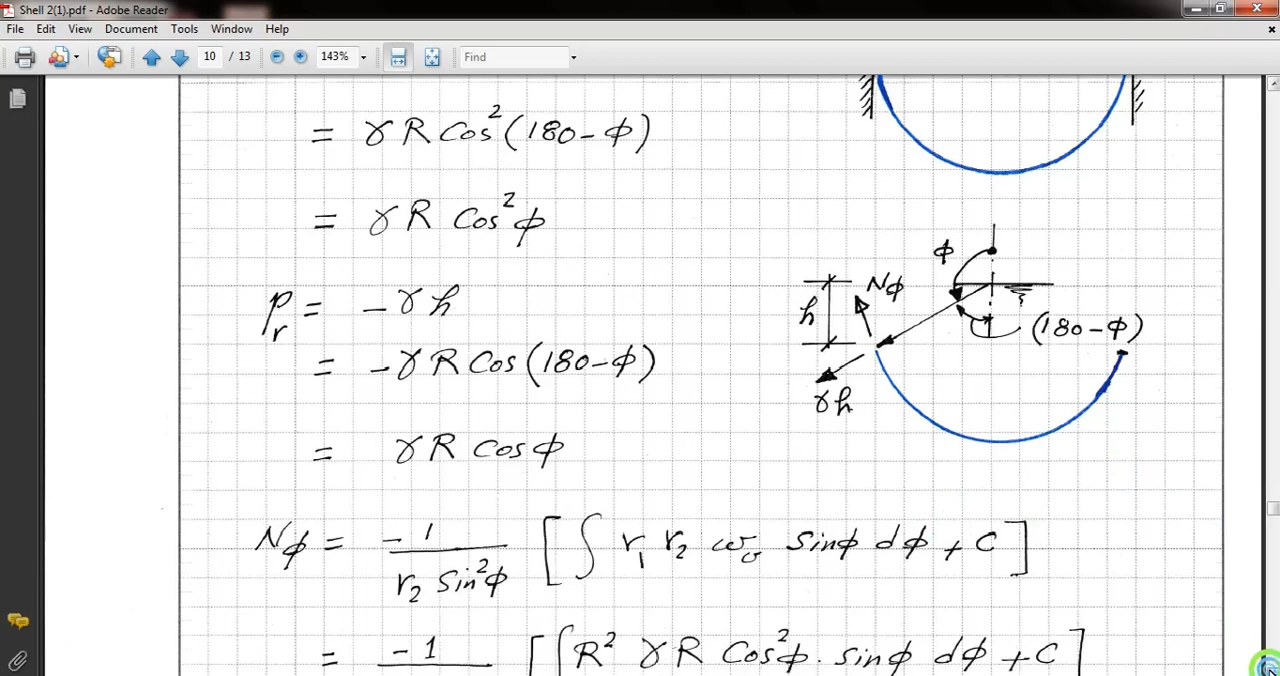 Shell 2(1).pdf - Adobe Reader
File Edit View Document Tools Window Help
10 / 13 143% Find
= γ R Cos²(180-φ)
= γ R Cos²φ
p_r = -γ h
= -γ R Cos(180-φ)
= γ R Cosφ
φ
Nφ
h
(180-φ)
γh
Nφ = -1 / r₂ Sin²φ [∫ r₁ r₂ ω_v Sinφ dφ + C]
= -1 [∫ R² γ R Cos²φ. Sinφ dφ + C]